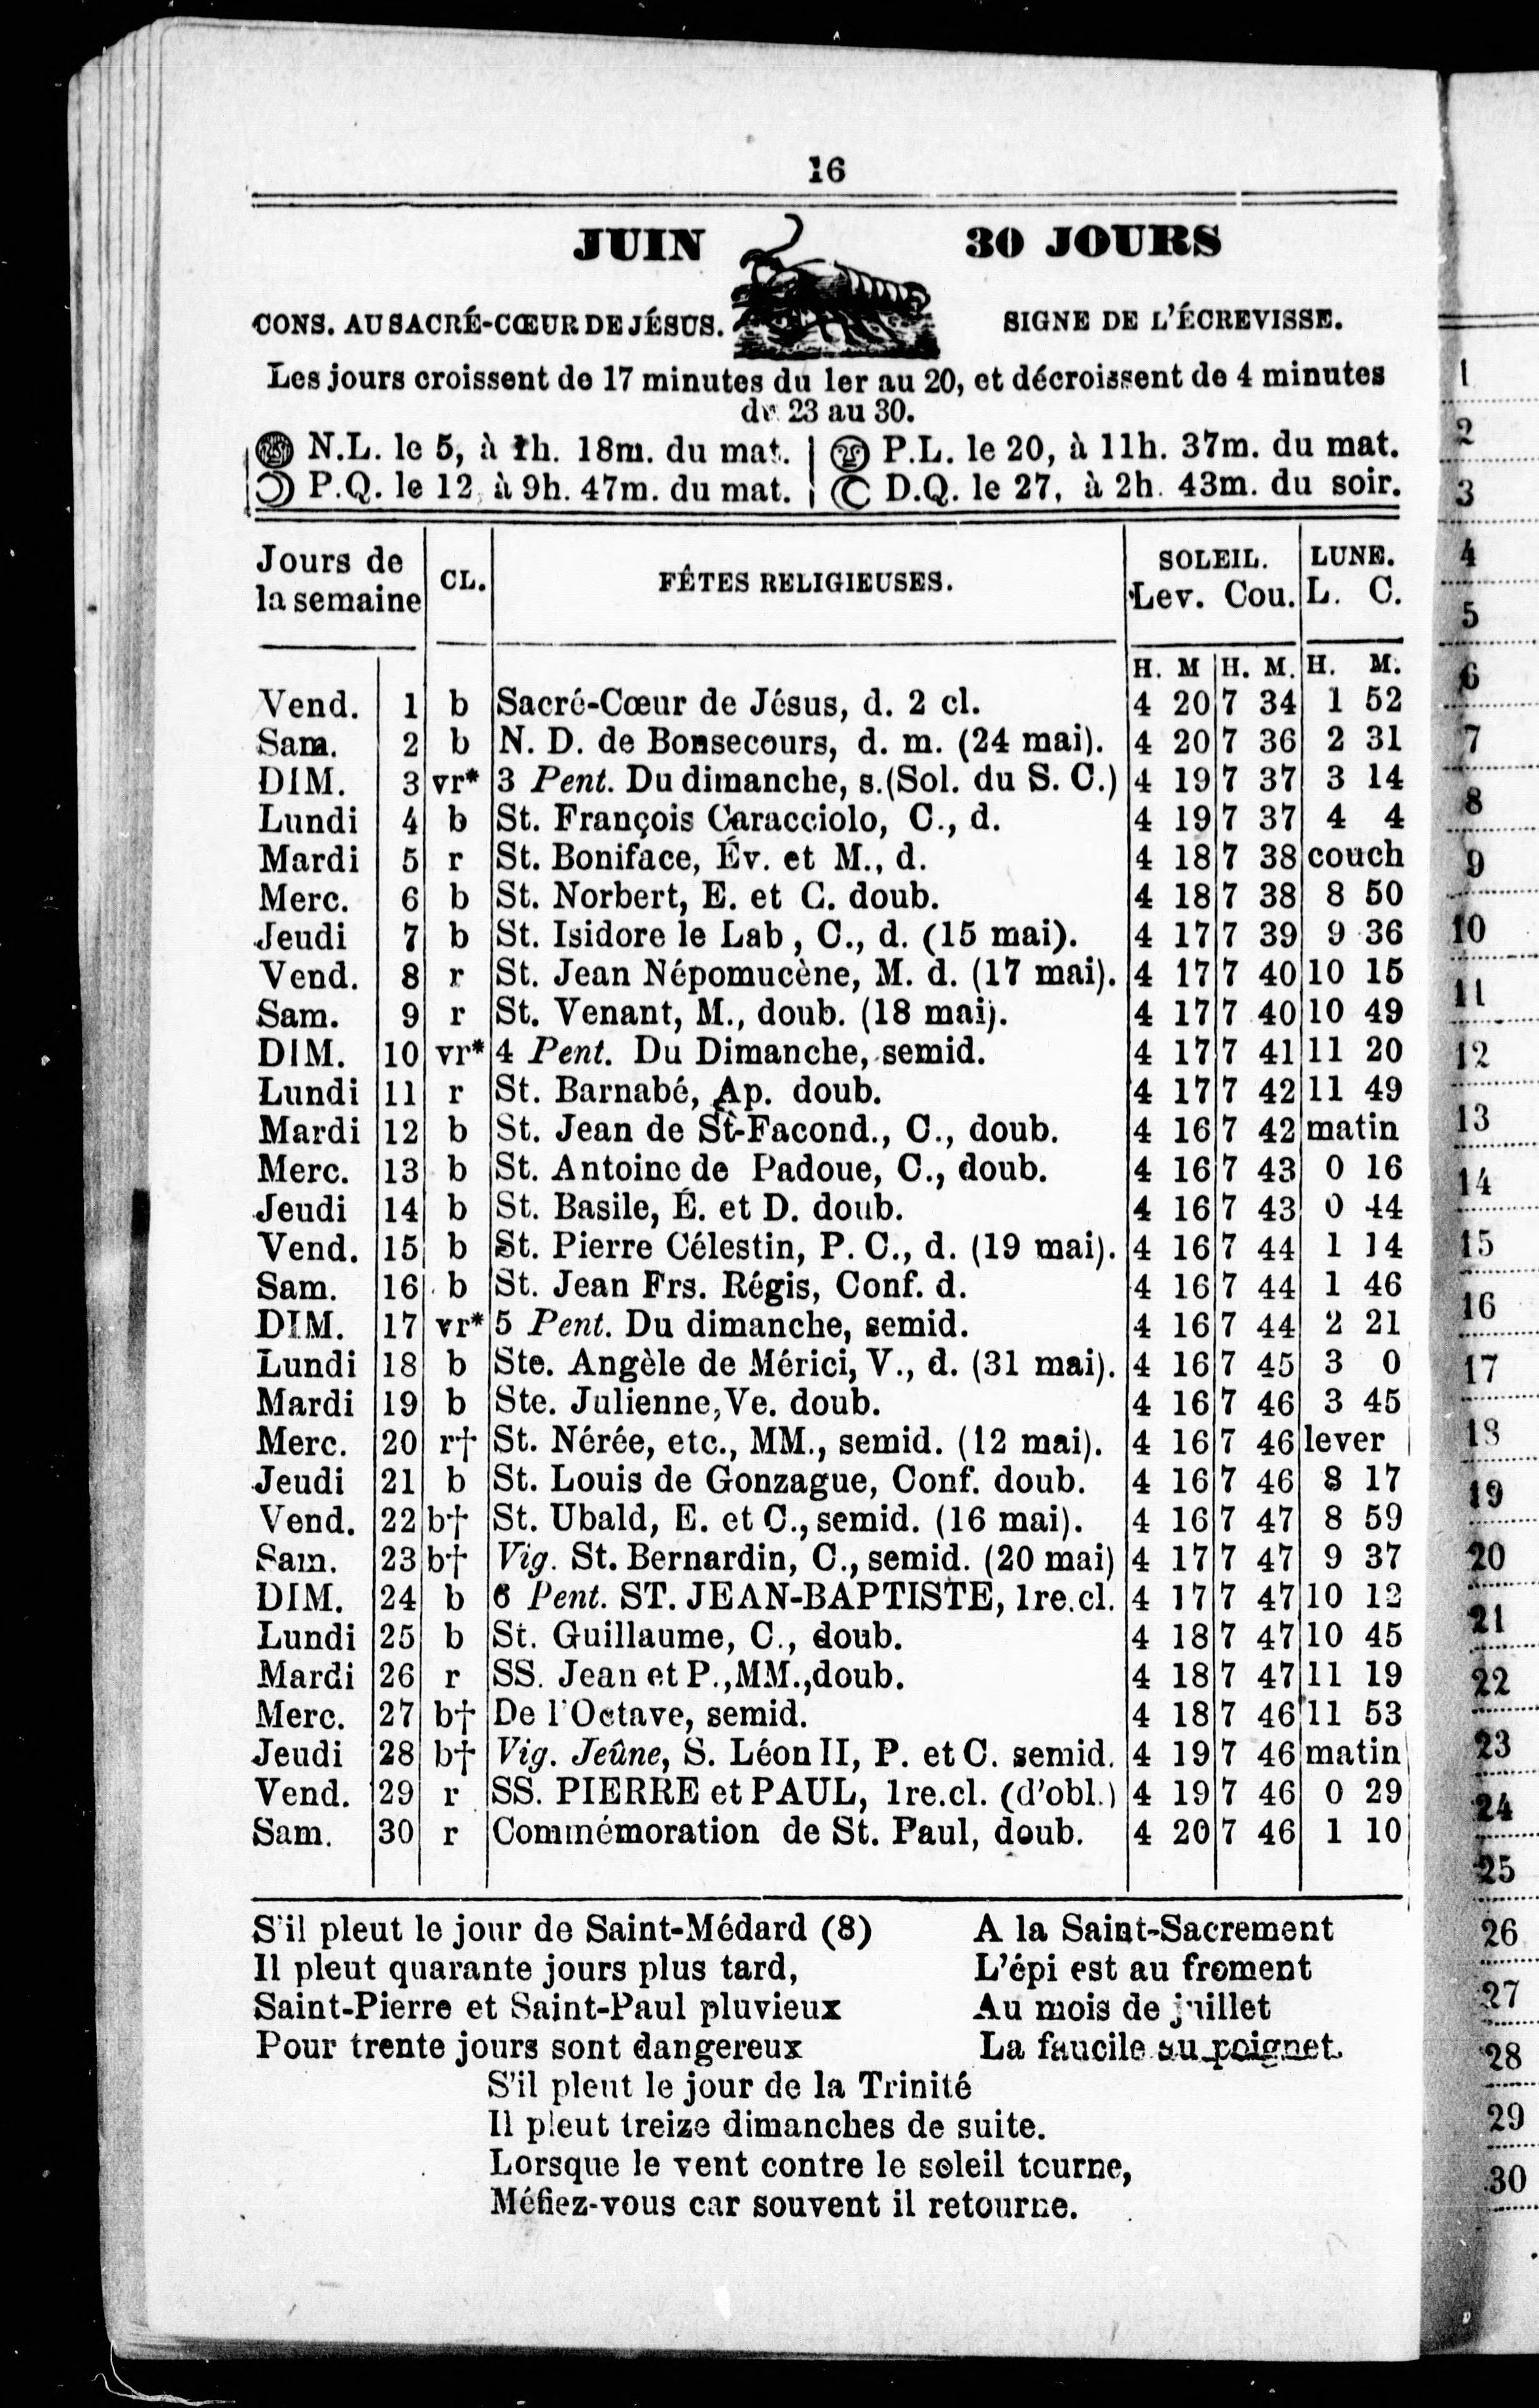 16
JUIN 30 JOURS
CONS. AU SACRÉ-CŒUR DE JÉSUS. SIGNE DE L'ÉCREVISSE.
Les jours croissent de 17 minutes du 1er au 20, et décroissent de 4 minutes
du 23 au 30.
N.L. le 5, à 1h. 18m. du mat. P.L. le 20, à 11h. 37m. du mat.
P.Q. le 12, à 9h. 47m. du mat. D.Q. le 27, à 2h. 43m. du soir.
Jours de la semaine CL. FÊTES RELIGIEUSES. SOLEIL. Lev. Cou. LUNE. L. C.
H. M H. M. H. M.
Vend. 1 b Sacré-Cœur de Jésus, d. 2 cl. 4 20 7 34 1 52
Sam. 2 b N. D. de Bonsecours, d. m. (24 mai). 4 20 7 36 2 31
DIM. 3 vr* 3 Pent. Du dimanche, s.(Sol. du S. C.) 4 19 7 37 3 14
Lundi 4 b St. François Caracciolo, C., d. 4 19 7 37 4 4
Mardi 5 r St. Boniface, Év. et M., d. 4 18 7 38 couch
Merc. 6 b St. Norbert, E. et C. doub. 4 18 7 38 8 50
Jeudi 7 b St. Isidore le Lab, C., d. (15 mai). 4 17 7 39 9 36
Vend. 8 r St. Jean Népomucène, M. d. (17 mai). 4 17 7 40 10 15
Sam. 9 r St. Venant, M., doub. (18 mai). 4 17 7 40 10 49
DIM. 10 vr* 4 Pent. Du Dimanche, semid. 4 17 7 41 11 20
Lundi 11 r St. Barnabé, Ap. doub. 4 17 7 42 11 49
Mardi 12 b St. Jean de St-Facond., C., doub. 4 16 7 42 matin
Merc. 13 b St. Antoine de Padoue, C., doub. 4 16 7 43 0 16
Jeudi 14 b St. Basile, É. et D. doub. 4 16 7 43 0 44
Vend. 15 b St. Pierre Célestin, P. C., d. (19 mai). 4 16 7 44 1 14
Sam. 16 b St. Jean Frs. Régis, Conf. d. 4 16 7 44 1 46
DIM. 17 vr* 5 Pent. Du dimanche, semid. 4 16 7 44 2 21
Lundi 18 b Ste. Angèle de Mérici, V., d. (31 mai). 4 16 7 45 3 0
Mardi 19 b Ste. Julienne, Ve. doub. 4 16 7 46 3 45
Merc. 20 r† St. Nérée, etc., MM., semid. (12 mai). 4 16 7 46 lever
Jeudi 21 b St. Louis de Gonzague, Conf. doub. 4 16 7 46 8 17
Vend. 22 b† St. Ubald, E. et C., semid. (16 mai). 4 16 7 47 8 59
Sam. 23 b† Vig. St. Bernardin, C., semid. (20 mai) 4 17 7 47 9 37
DIM. 24 b 6 Pent. ST. JEAN-BAPTISTE, 1re.cl. 4 17 7 47 10 12
Lundi 25 b St. Guillaume, C., doub. 4 18 7 47 10 45
Mardi 26 r SS. Jean et P., MM., doub. 4 18 7 47 11 19
Merc. 27 b† De l'Octave, semid. 4 18 7 46 11 53
Jeudi 28 b† Vig. Jeûne, S. Léon II, P. et C. semid. 4 19 7 46 matin
Vend. 29 r SS. PIERRE et PAUL, 1re.cl. (d'obl.) 4 19 7 46 0 29
Sam. 30 r Commémoration de St. Paul, doub. 4 20 7 46 1 10
S'il pleut le jour de Saint-Médard (8)
Il pleut quarante jours plus tard,
Saint-Pierre et Saint-Paul pluvieux
Pour trente jours sont dangereux
A la Saint-Sacrement
L'épi est au froment
Au mois de juillet
La faucile au poignet.
S'il pleut le jour de la Trinité
Il pleut treize dimanches de suite.
Lorsque le vent contre le soleil tourne,
Méfiez-vous car souvent il retourne.
1
2
3
4
5
6
7
8
9
10
11
12
13
14
15
16
17
18
19
20
21
22
23
24
25
26
27
28
29
30